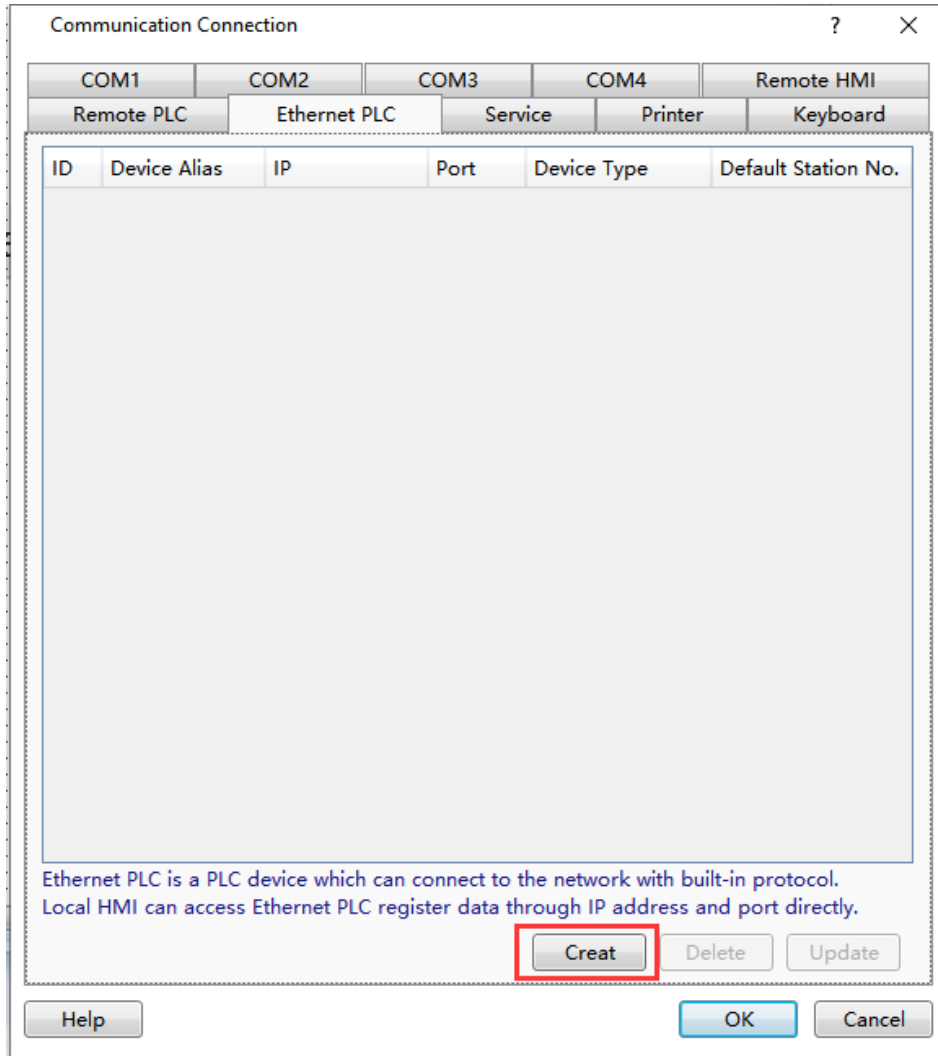 Communication Connection ? ×
COM1 COM2 COM3 COM4 Remote HMI
Remote PLC Ethernet PLC Service Printer Keyboard
ID Device Alias IP Port Device Type Default Station No.
Ethernet PLC is a PLC device which can connect to the network with built-in protocol.
Local HMI can access Ethernet PLC register data through IP address and port directly.
Creat Delete Update
Help OK Cancel